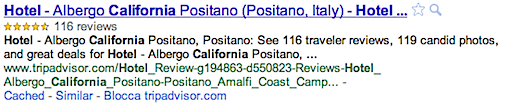 Hotel - Albergo California Positano (Positano, Italy) - Hotel ...
116 reviews
Hotel - Albergo California Positano, Positano: See 116 traveler reviews, 119 candid photos,
and great deals for Hotel - Albergo California Positano, ...
www.tripadvisor.com/Hotel_Review-g194863-d550823-Reviews-Hotel_
Albergo_California_Positano-Positano_Amalfi_Coast_Camp... -
Cached - Similar - Blocca tripadvisor.com